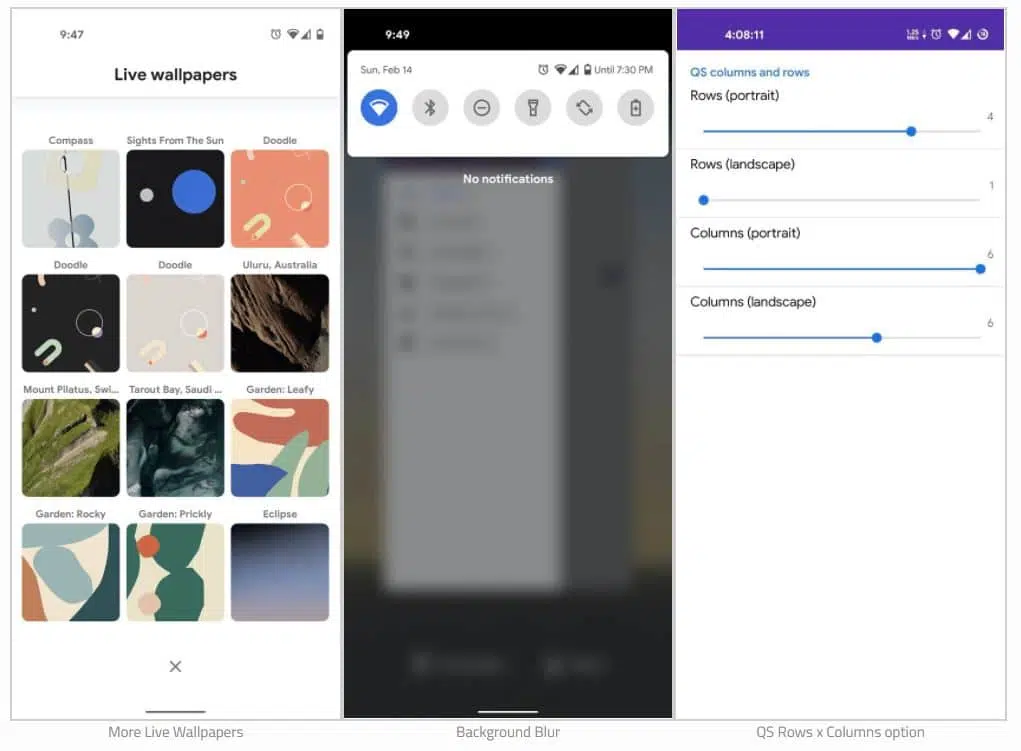 9:47
Live wallpapers
Compass
Sights From The Sun
Doodle
Doodle
Doodle
Uluru, Australia
Mount Pilatus, Swi...
Tarout Bay, Saudi ...
Garden: Leafy
Garden: Rocky
Garden: Prickly
Eclipse
More Live Wallpapers
9:49
Sun, Feb 14
Until 7:30 PM
No notifications
Background Blur
4:08:11
QS columns and rows
Rows (portrait)
4
Rows (landscape)
1
Columns (portrait)
6
Columns (landscape)
6
QS Rows x Columns option